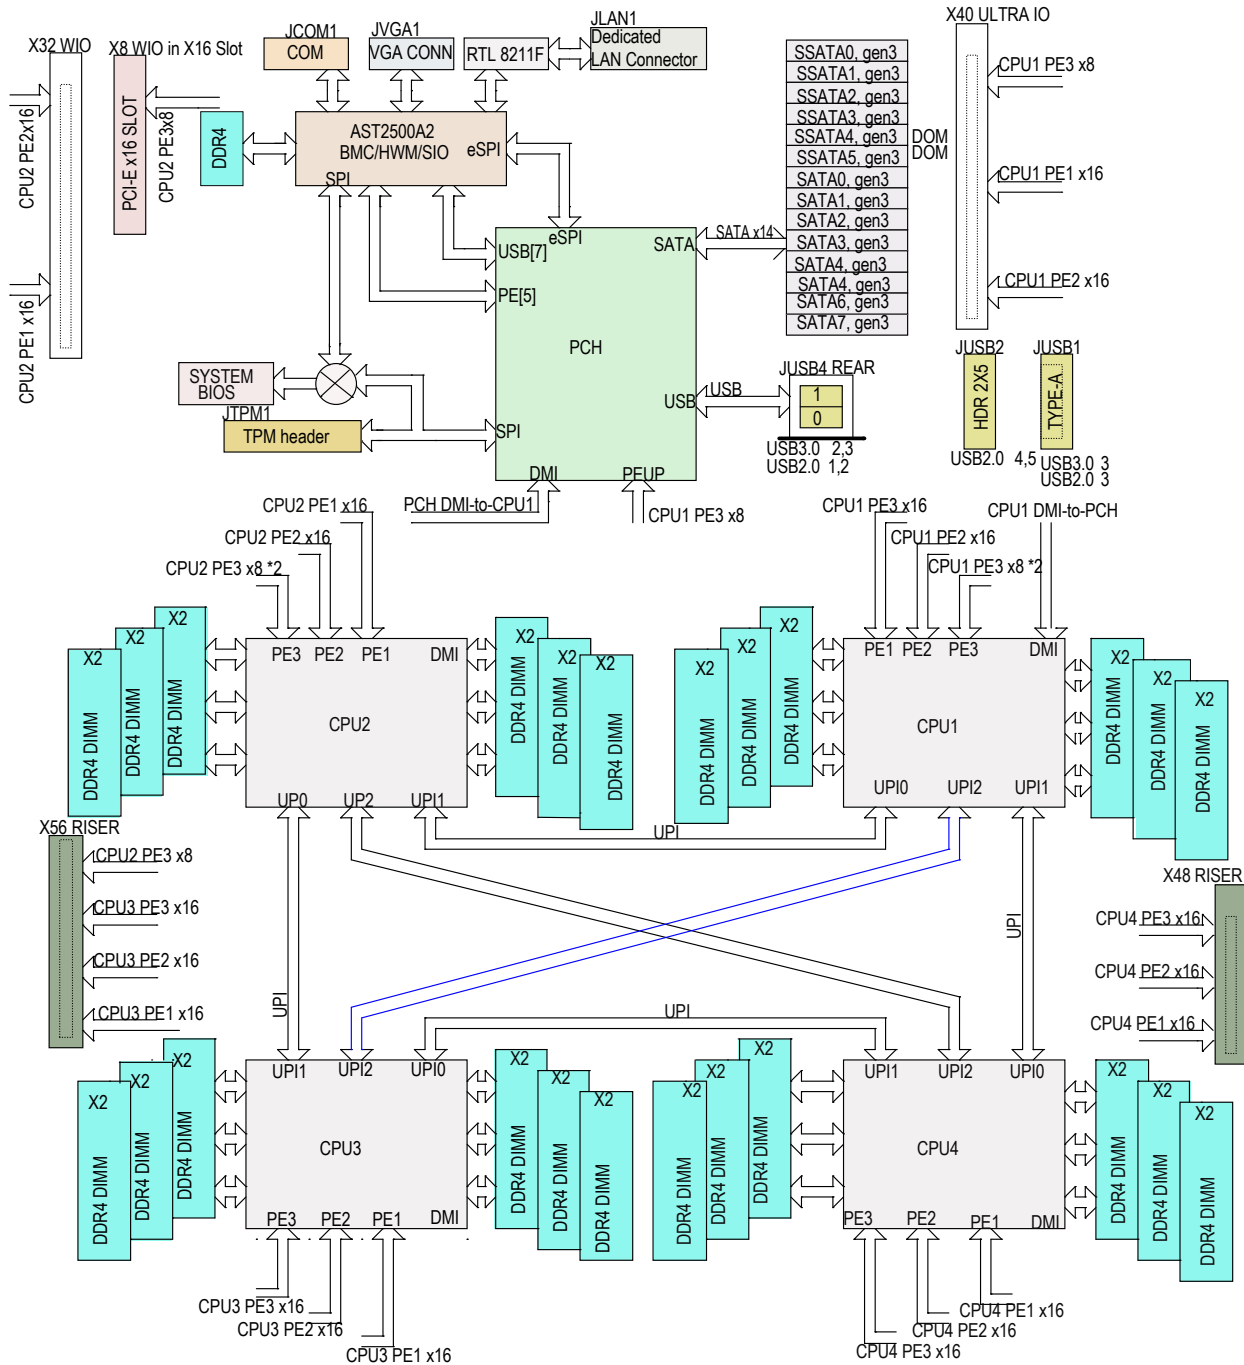 X32 WIO
X8 WIO in X16 Slot
JCOM1
COM
JVGA1
VGA CONN
RTL 8211F
JLAN1
Dedicated
LAN Connector
X40 ULTRA IO
CPU2 PE2x16
CPU2 PE1 x16
PCI-E x16 SLOT
CPU2 PE3x8
DDR4
AST2500A2
BMC/HWM/SIO
eSPI
SPI
SSATA0, gen3
SSATA1, gen3
SSATA2, gen3
SSATA3, gen3
SSATA4, gen3 DOM
SSATA5, gen3 DOM
SATA0, gen3
SATA1, gen3
SATA2, gen3
SATA3, gen3
SATA4, gen3
SATA4, gen3
SATA6, gen3
SATA7, gen3
CPU1 PE3 x8
CPU1 PE1 x16
CPU1 PE2 x16
eSPI
USB[7]
PE[5]
PCH
SATA
SATA x14
USB
USB
SPI
DMI
PEUP
SYSTEM
BIOS
JTPM1
TPM header
JUSB4 REAR
1
0
USB3.0 2,3
USB2.0 1,2
JUSB2
HDR 2X5
USB2.0 4,5
JUSB1
TYPE-A
USB3.0 3
USB2.0 3
PCH DMI-to-CPU1
CPU1 PE3 x8
CPU2 PE1 x16
CPU2 PE2 x16
CPU2 PE3 x8 *2
CPU1 PE3 x16
CPU1 PE2 x16
CPU1 PE3 x8 *2
CPU1 DMI-to-PCH
X2
DDR4 DIMM
X2
DDR4 DIMM
X2
DDR4 DIMM
PE3
PE2
PE1
DMI
CPU2
UP0
UP2
UPI1
X2
DDR4 DIMM
X2
DDR4 DIMM
X2
DDR4 DIMM
X2
DDR4 DIMM
X2
DDR4 DIMM
X2
DDR4 DIMM
PE1
PE2
PE3
DMI
CPU1
UPI0
UPI2
UPI1
X2
DDR4 DIMM
X2
DDR4 DIMM
X2
DDR4 DIMM
X56 RISER
CPU2 PE3 x8
CPU3 PE3 x16
CPU3 PE2 x16
CPU3 PE1 x16
UPI
UPI
UPI
UPI
X48 RISER
CPU4 PE3 x16
CPU4 PE2 x16
CPU4 PE1 x16
X2
DDR4 DIMM
X2
DDR4 DIMM
X2
DDR4 DIMM
UPI1
UPI2
UPI0
CPU3
PE3
PE2
PE1
DMI
X2
DDR4 DIMM
X2
DDR4 DIMM
X2
DDR4 DIMM
X2
DDR4 DIMM
X2
DDR4 DIMM
X2
DDR4 DIMM
UPI1
UPI2
UPI0
CPU4
PE3
PE2
PE1
DMI
X2
DDR4 DIMM
X2
DDR4 DIMM
X2
DDR4 DIMM
CPU3 PE3 x16
CPU3 PE2 x16
CPU3 PE1 x16
CPU4 PE1 x16
CPU4 PE2 x16
CPU4 PE3 x16